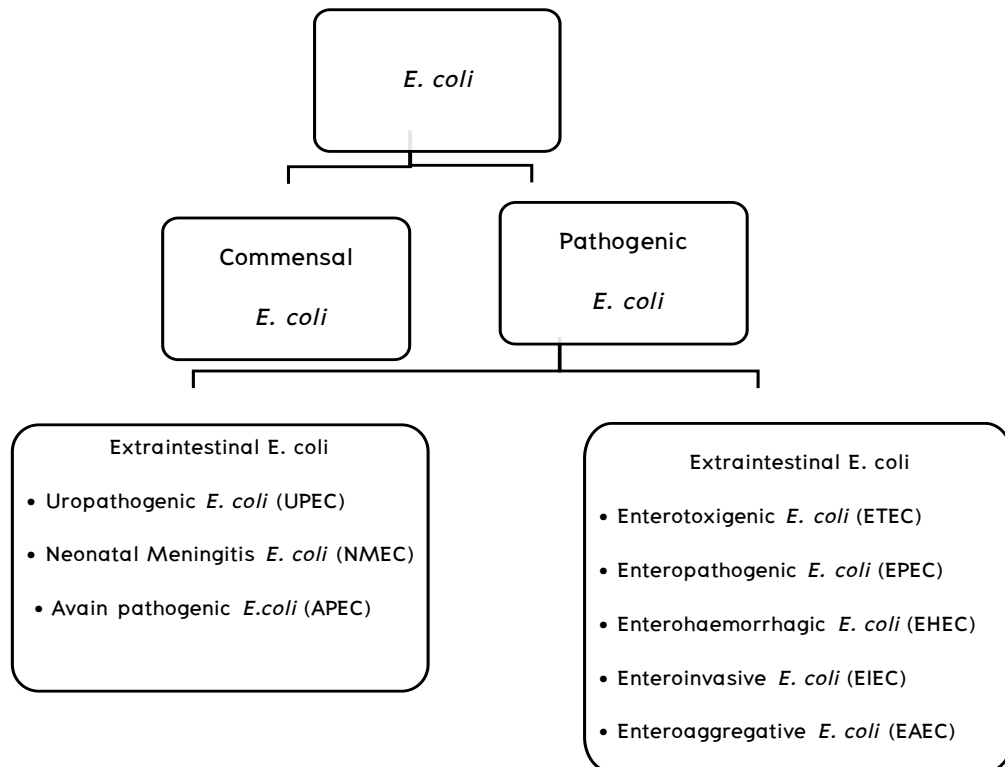 E. coli
Commensal
E. coli
Pathogenic
E. coli
Extraintestinal E. coli
• Uropathogenic E. coli (UPEC)
• Neonatal Meningitis E. coli (NMEC)
• Avain pathogenic E.coli (APEC)
Extraintestinal E. coli
• Enterotoxigenic E. coli (ETEC)
• Enteropathogenic E. coli (EPEC)
• Enterohaemorrhagic E. coli (EHEC)
• Enteroinvasive E. coli (EIEC)
• Enteroaggregative E. coli (EAEC)